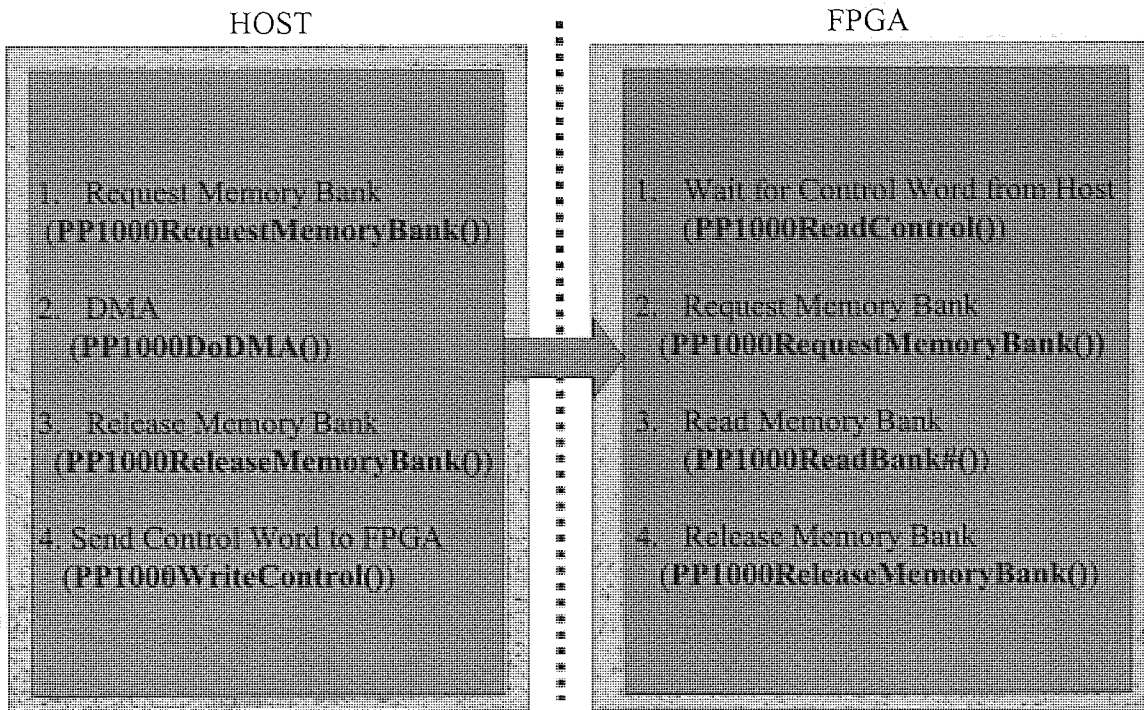 HOST
1. Request Memory Bank
(PP1000RequestMemoryBank())
2. DMA
(PP1000DoDMA())
3. Release Memory Bank
(PP1000ReleaseMemoryBank())
4. Send Control Word to FPGA
(PP1000WriteControl())
FPGA
1. Wait for Control Word from Host
(PP1000ReadControl())
2. Request Memory Bank
(PP1000RequestMemoryBank())
3. Read Memory Bank
(PP1000ReadBank#())
4. Release Memory Bank
(PP1000ReleaseMemoryBank())